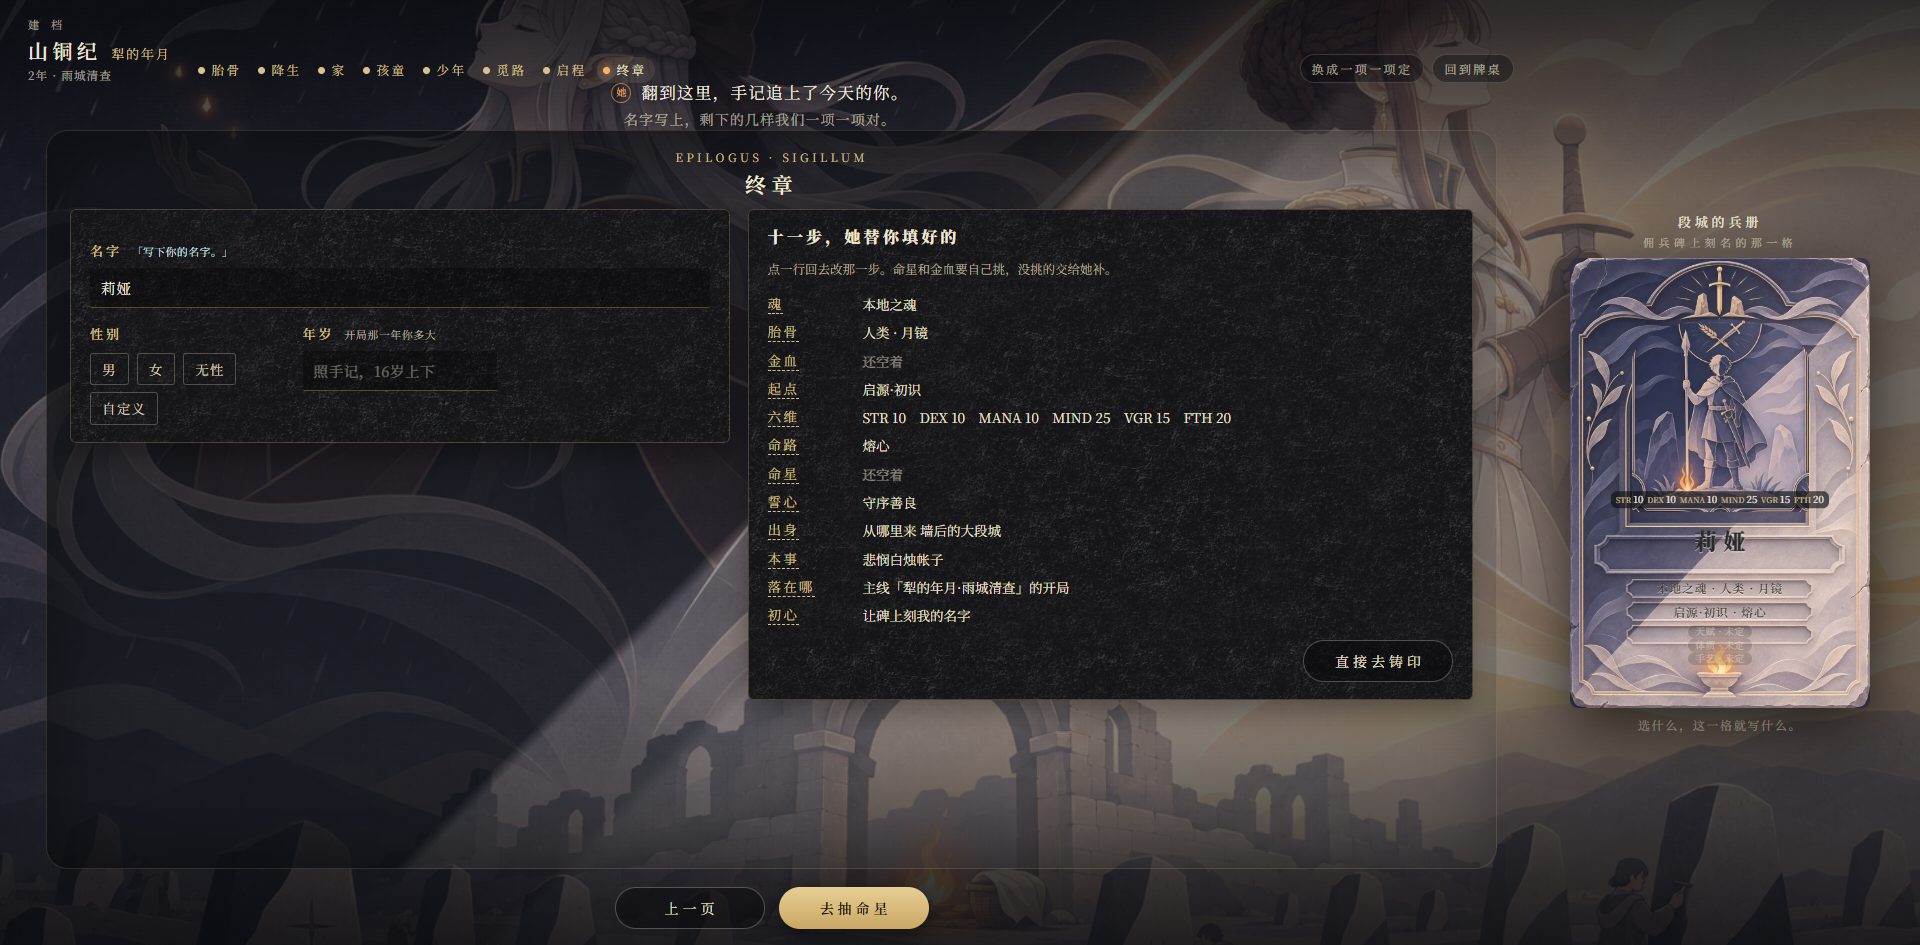 建 档
山铜纪 犁的年月
2年 · 雨城清查
胎骨 降生 家 孩童 少年 觅路 启程 终章
换成一项一项定 回到牌桌
她 翻到这里，手记追上了今天的你。
名字写上，剩下的几样我们一项一项对。
EPILOGUS · SIGILLUM
终章
名字 「写下你的名字。」
莉娅
性别 年岁 开局那一年你多大
男 女 无性 照手记，16岁上下
自定义
十一步，她替你填好的
点一行回去改那一步。命星和金血要自己挑，没挑的交给她补。
魂 本地之魂
胎骨 人类 · 月镜
金血 还空着
起点 启源·初识
六维 STR 10 DEX 10 MANA 10 MIND 25 VGR 15 FTH 20
命路 熔心
命星 还空着
誓心 守序善良
出身 从哪里来 墙后的大段城
本事 悲悯白烛帐子
落在哪 主线「犁的年月·雨城清查」的开局
初心 让碑上刻我的名字
直接去铸印
段城的兵册
佣兵碑上刻名的那一格
STR 10 DEX 10 MANA 10 MIND 25 VGR 15 FTH 20
莉娅
本地之魂 · 人类 · 月镜
启源·初识 · 熔心
天赋 · 未定
未定
手艺 未定
选什么，这一格就写什么。
上一页 去抽命星